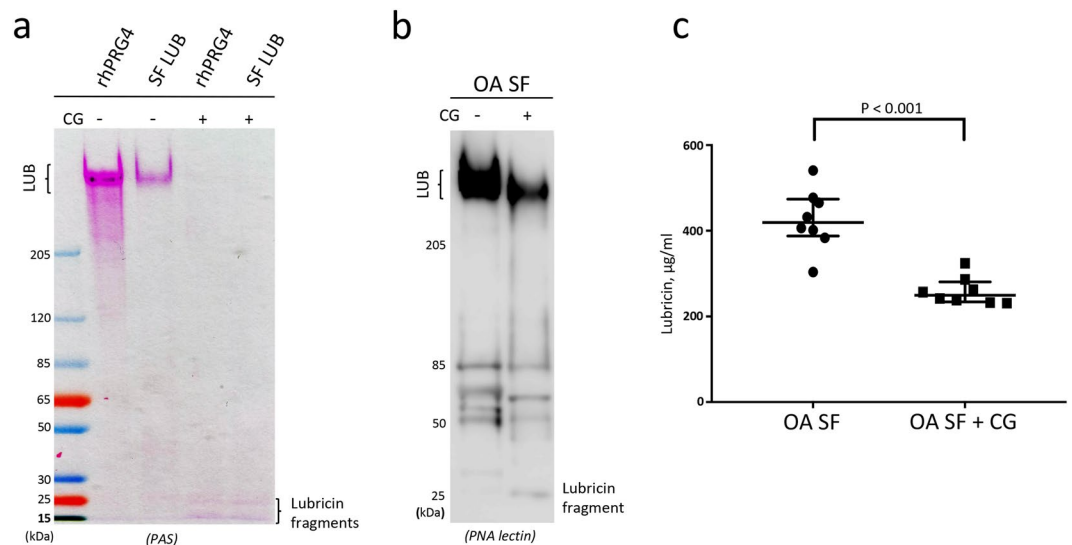 a
rhPRG4
SF LUB
rhPRG4
SF LUB
CG - - + +
LUB
205
120
85
65
50
30
25
15
(kDa)
Lubricin
fragments
(PAS)
b
OA SF
CG - +
LUB
205
85
50
25
(kDa)
Lubricin
fragment
(PNA lectin)
c
P < 0.001
Lubricin, µg/ml
600
400
200
0
OA SF
OA SF + CG